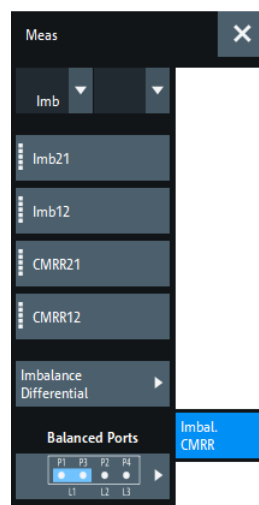 Meas
Imb
Imb21
Imb12
CMRR21
CMRR12
Imbalance
Differential
Imbal.
CMRR
Balanced Ports
P1 P3 P2 P4
L1 L2 L3